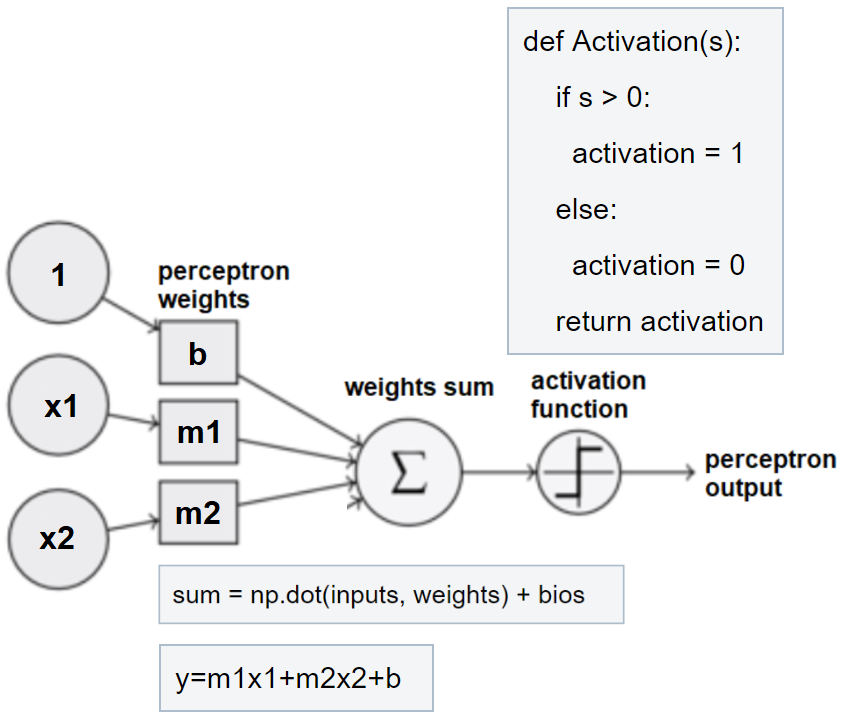 def Activation(s):
if s > 0:
activation = 1
else:
activation = 0
return activation
1
perceptron
weights
b
x1
m1
x2
m2
weights sum
Σ
activation
function
perceptron
output
sum = np.dot(inputs, weights) + bios
y=m1x1+m2x2+b